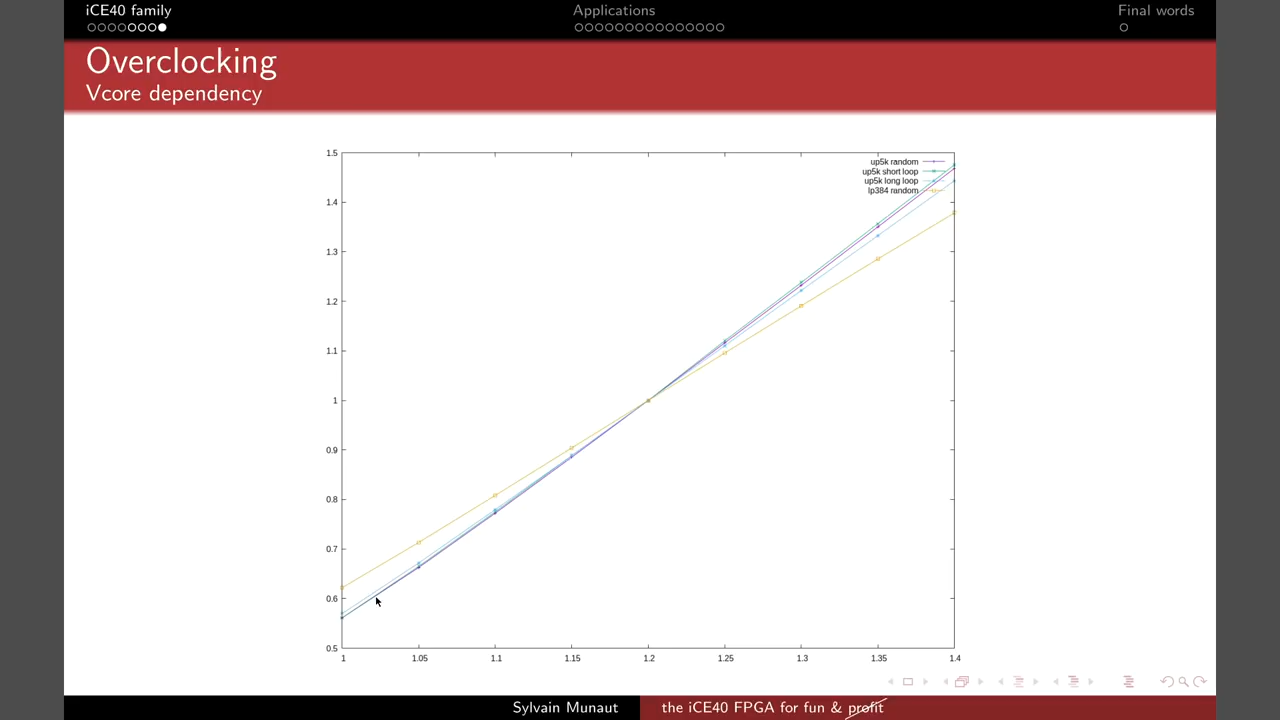 iCE40 family
Applications
Final words
Overclocking
Vcore dependency
1.5
1.4
1.3
1.2
1.1
1
0.9
0.8
0.7
0.6
0.5
up5k random
up5k short loop
up5k long loop
lp384 random
1 1.05 1.1 1.15 1.2 1.25 1.3 1.35 1.4
Sylvain Munaut
the iCE40 FPGA for fun & profit